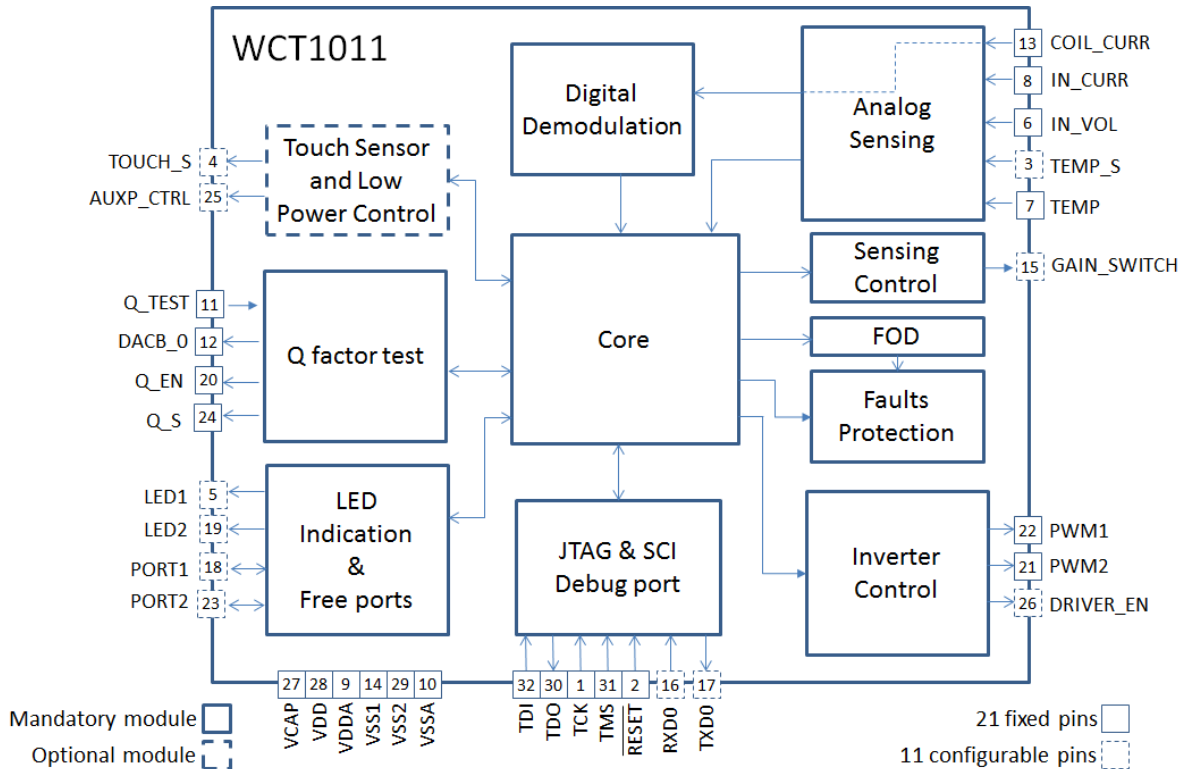 WCT1011
Digital
Demodulation
Analog
Sensing
13 COIL_CURR
8 IN_CURR
6 IN_VOL
3 TEMP_S
7 TEMP
Touch Sensor
and Low
Power Control
TOUCH_S 4
AUXP_CTRL 25
Sensing
Control
15 GAIN_SWITCH
Core
FOD
Faults
Protection
Q_TEST 11
DACB_O 12
Q_EN 20
Q_S 24
Q factor test
LED1 5
LED2 19
PORT1 18
PORT2 23
LED
Indication
&
Free ports
JTAG & SCI
Debug port
Inverter
Control
22 PWM1
21 PWM2
26 DRIVER_EN
27 28 9 14 29 10
VCAP VDD VDDA VSS1 VSS2 VSSA
32 30 1 31 2 16 17
TDI TDO TCK TMS RESET RXD0 TXD0
Mandatory module
Optional module
21 fixed pins
11 configurable pins